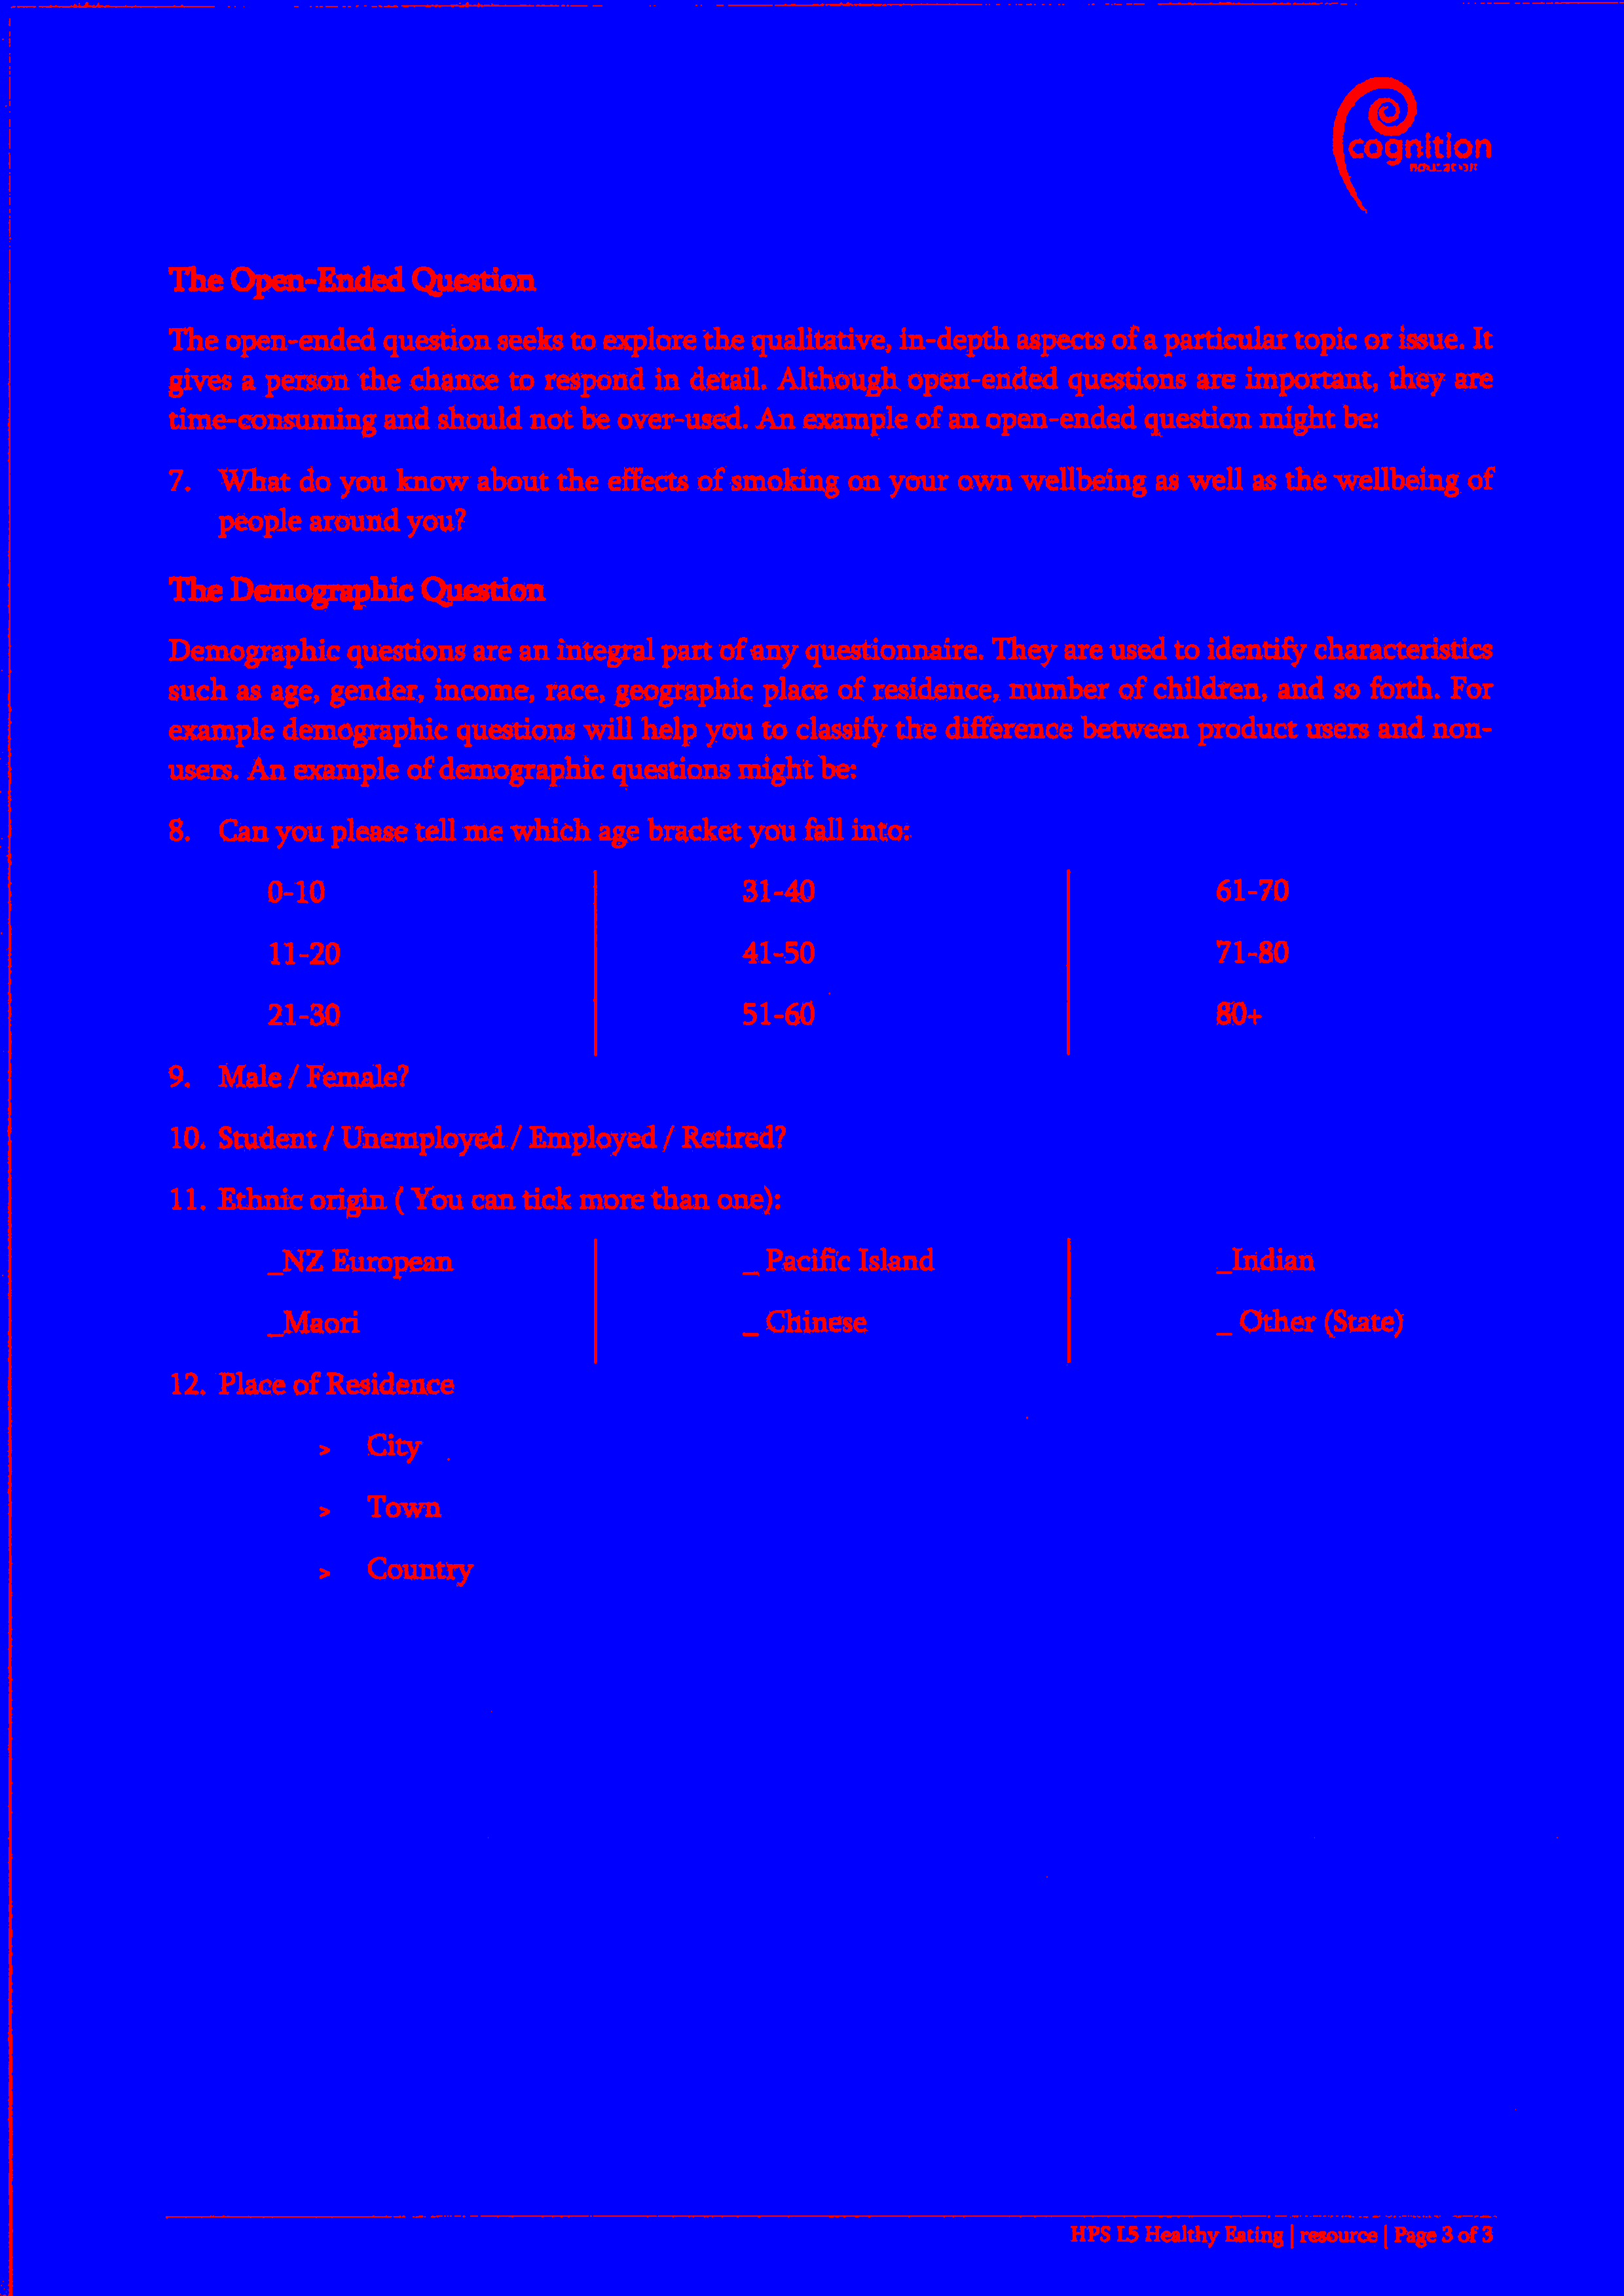 cognition
EDUCATION
The Open-Ended Question
The open-ended question seeks to explore the qualitative, in-depth aspects of a particular topic or issue. It
gives a person the chance to respond in detail. Although open-ended questions are important, they are
time-consuming and should not be over-used. An example of an open-ended question might be:
7. What do you know about the effects of smoking on your own wellbeing as well as the wellbeing of
people around you?
The Demographic Question
Demographic questions are an integral part of any questionnaire. They are used to identify characteristics
such as age, gender, income, race, geographic place of residence, number of children, and so forth. For
example demographic questions will help you to classify the difference between product users and non-
users. An example of demographic questions might be:
8. Can you please tell me which age bracket you fall into:
0-10 31-40 61-70
11-20 41-50 71-80
21-30 51-60 80+
9. Male / Female?
10. Student / Unemployed / Employed / Retired?
11. Ethnic origin ( You can tick more than one):
_NZ European _ Pacific Island _Indian
_Maori _ Chinese _ Other (State)
12. Place of Residence
> City
> Town
> Country
HPS L5 Healthy Eating | resource | Page 3 of 3